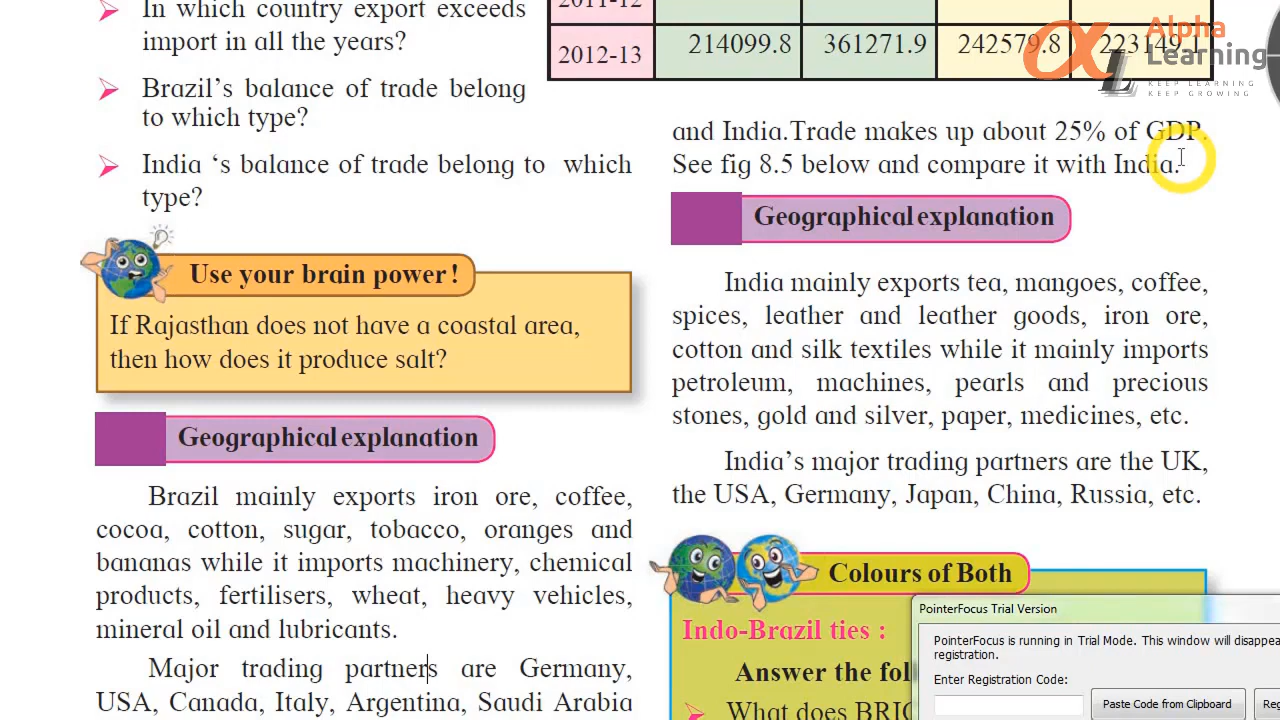 In which country export exceeds
import in all the years?
Brazil's balance of trade belong
to which type?
India ‘s balance of trade belong to which
type?
Use your brain power !
If Rajasthan does not have a coastal area,
then how does it produce salt?
Geographical explanation
Brazil mainly exports iron ore, coffee,
cocoa, cotton, sugar, tobacco, oranges and
bananas while it imports machinery, chemical
products, fertilisers, wheat, heavy vehicles,
mineral oil and lubricants.
Major trading partners are Germany,
USA, Canada, Italy, Argentina, Saudi Arabia
2011-12
2012-13 214099.8 361271.9 242579.8 223149.1
Alpha
Learning
KEEP LEARNING
KEEP GROWING
and India.Trade makes up about 25% of GDP.
See fig 8.5 below and compare it with India.
Geographical explanation
India mainly exports tea, mangoes, coffee,
spices, leather and leather goods, iron ore,
cotton and silk textiles while it mainly imports
petroleum, machines, pearls and precious
stones, gold and silver, paper, medicines, etc.
India's major trading partners are the UK,
the USA, Germany, Japan, China, Russia, etc.
Colours of Both
Indo-Brazil ties :
Answer the fol
What does BRIC
PointerFocus Trial Version
PointerFocus is running in Trial Mode. This window will disappea
registration.
Enter Registration Code:
Paste Code from Clipboard
Reg